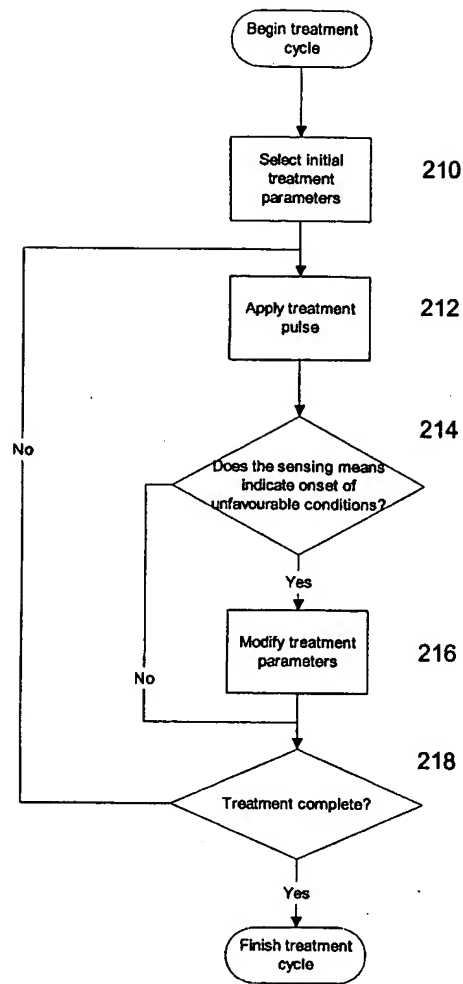 Begin treatment
cycle
Select initial
treatment
parameters
210
Apply treatment
pulse
212
214
No
Does the sensing means
indicate onset of
unfavourable conditions?
Yes
Modify treatment
parameters
216
No
218
Treatment complete?
Yes
Finish treatment
cycle